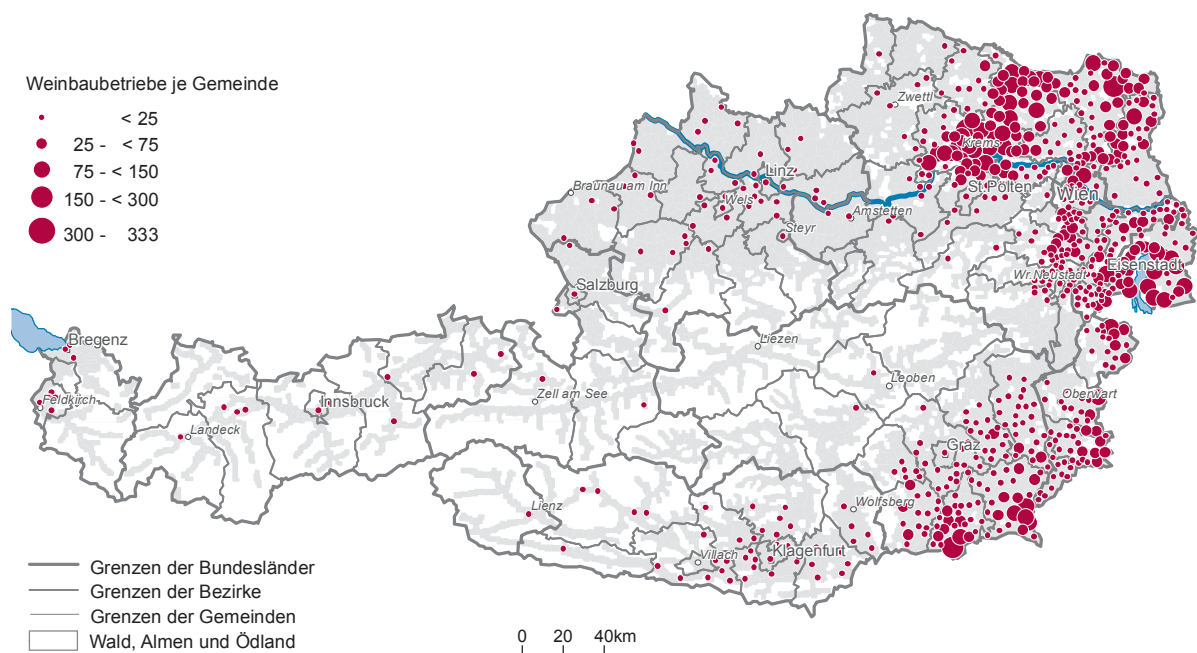 Weinbaubetriebe je Gemeinde
< 25
25 - < 75
75 - < 150
150 - < 300
300 - 333
Zwettl
Krems
Linz
St.Pölten
Wien
Braunau am Inn
Wels
Amstetten
Steyr
Eisenstadt
Wr.Neustadt
Salzburg
Bregenz
Liezen
Leoben
Oberwart
Zell am See
Innsbruck
Feldkirch
Landeck
Graz
Lienz
Wolfsberg
Villach
Klagenfurt
Grenzen der Bundesländer
Grenzen der Bezirke
Grenzen der Gemeinden
Wald, Almen und Ödland
0 20 40km